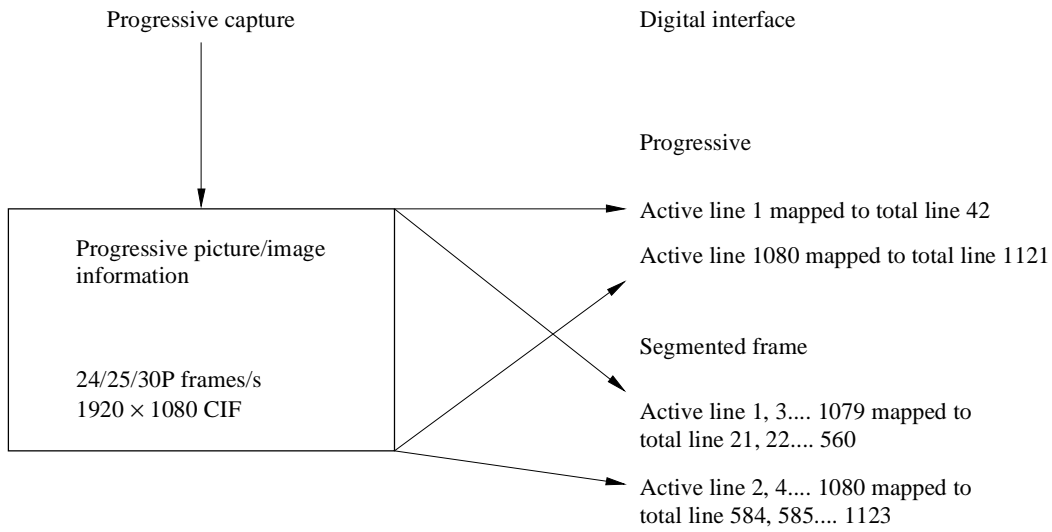 Progressive capture
Digital interface
Progressive
Active line 1 mapped to total line 42
Progressive picture/image
information
Active line 1080 mapped to total line 1121
Segmented frame
24/25/30P frames/s
1920 × 1080 CIF
Active line 1, 3.... 1079 mapped to
total line 21, 22.... 560
Active line 2, 4.... 1080 mapped to
total line 584, 585.... 1123